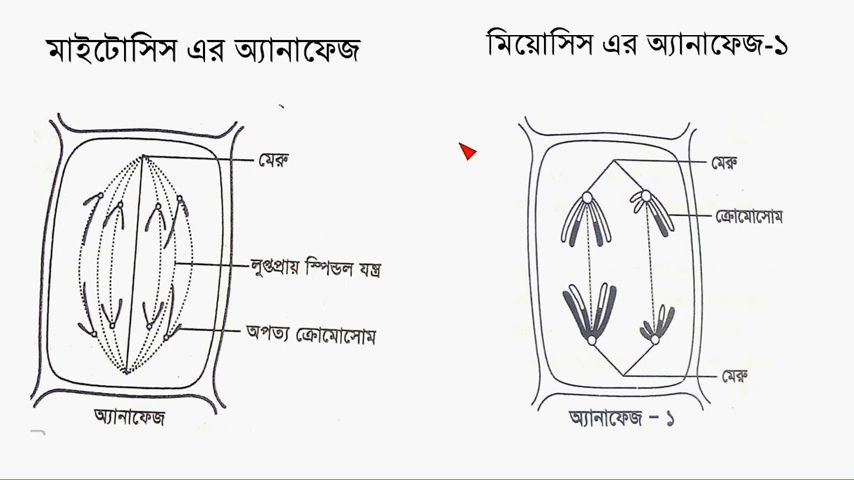 মাইটোসিস এর অ্যানাফেজ
মেরু
লুপ্তপ্রায় স্পিন্ডল যন্ত্র
অপত্য ক্রোমোসোম
অ্যানাফেজ
মিয়োসিস এর অ্যানাফেজ-১
মেরু
ক্রোমোসোম
মেরু
অ্যানাফেজ – ১